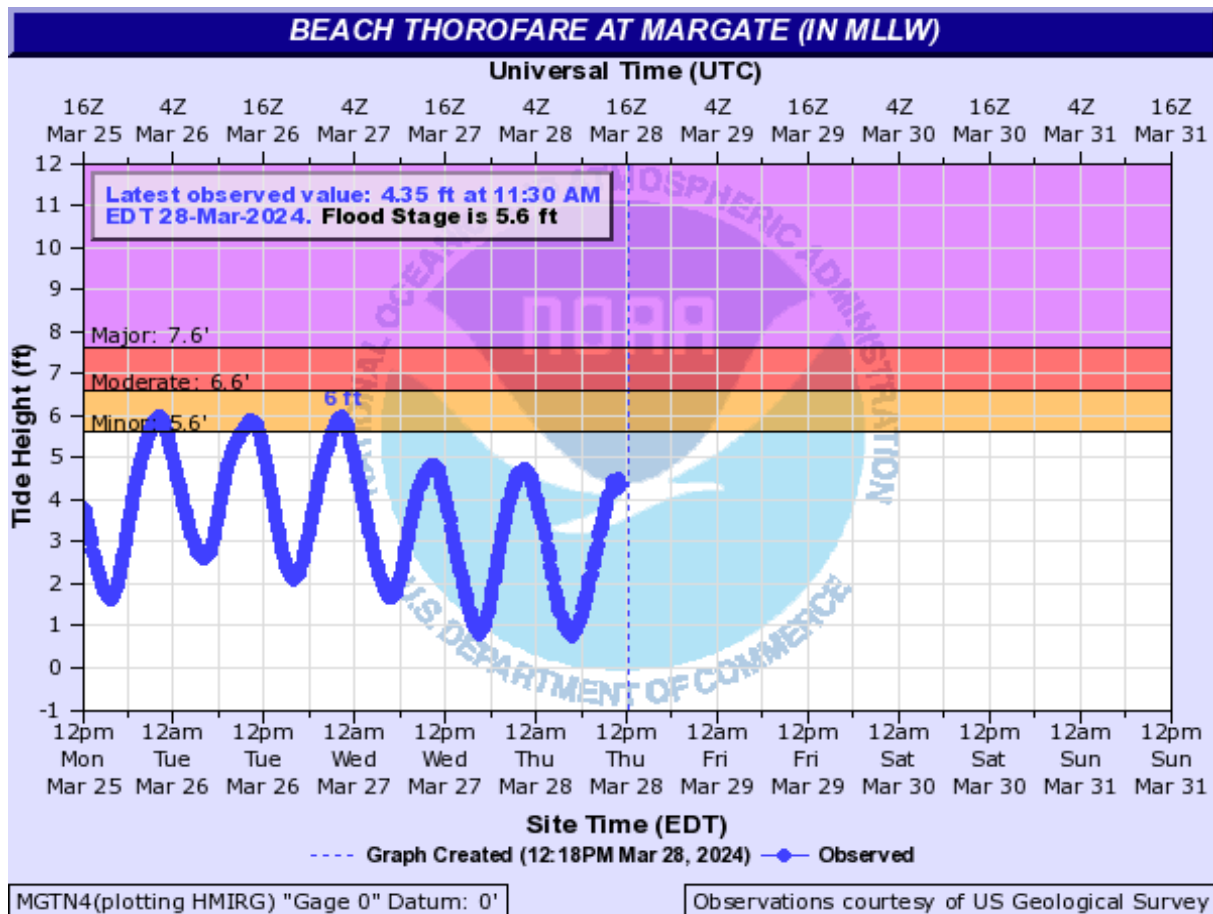 BEACH THOROFARE AT MARGATE (IN MLLW)
Universal Time (UTC)
16Z 4Z 16Z 4Z 16Z 4Z 16Z 4Z 16Z 4Z 16Z 4Z 16Z
Mar 25 Mar 26 Mar 26 Mar 27 Mar 27 Mar 28 Mar 28 Mar 29 Mar 29 Mar 30 Mar 30 Mar 31 Mar 31
12
Latest observed value: 4.35 ft at 11:30 AM
EDT 28-Mar-2024. Flood Stage is 5.6 ft
11
10
9
8
Major: 7.6'
7
Moderate: 6.6'
6
6 ft
Minor: 5.6'
5
4
3
2
1
0
-1
Tide Height (ft)
NATIONAL OCEANIC AND ATMOSPHERIC ADMINISTRATION
NOAA
U.S. DEPARTMENT OF COMMERCE
12pm 12am 12pm 12am 12pm 12am 12pm 12am 12pm 12am 12pm 12am 12pm
Mon Tue Tue Wed Wed Thu Thu Fri Fri Sat Sat Sun Sun
Mar 25 Mar 26 Mar 26 Mar 27 Mar 27 Mar 28 Mar 28 Mar 29 Mar 29 Mar 30 Mar 30 Mar 31 Mar 31
Site Time (EDT)
Graph Created (12:18PM Mar 28, 2024) Observed
MGTN4(plotting HMIRG) "Gage 0" Datum: 0'
Observations courtesy of US Geological Survey